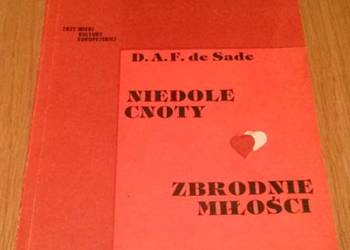 TRZY WIEKI
KULTURY
EUROPEJSKIEJ
D.A.F. de Sade
NIEDOLE
CNOTY
ZBRODNIE
MIŁOŚCI